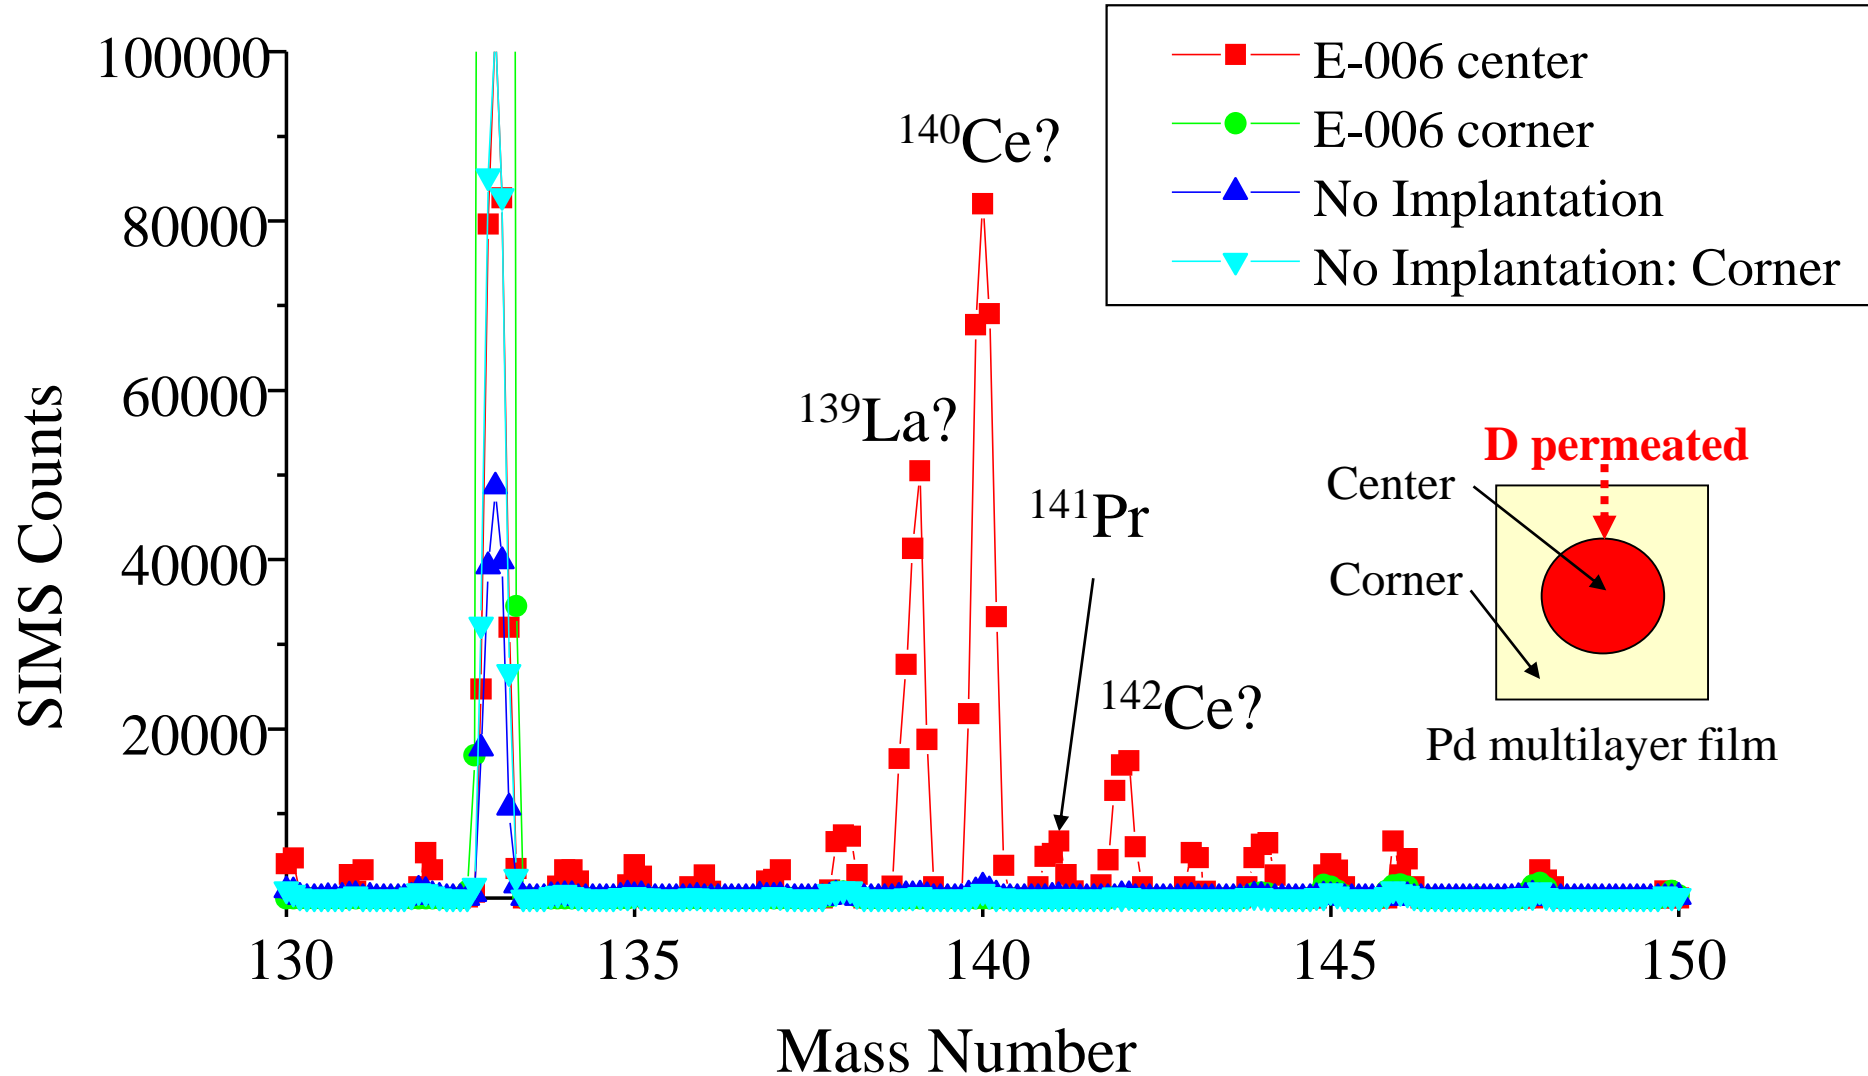 100000
80000
60000
40000
20000
SIMS Counts
130
135
140
145
150
Mass Number
E-006 center
E-006 corner
No Implantation
No Implantation: Corner
¹⁴⁰Ce?
¹³⁹La?
¹⁴¹Pr
¹⁴²Ce?
D permeated
Center
Corner
Pd multilayer film